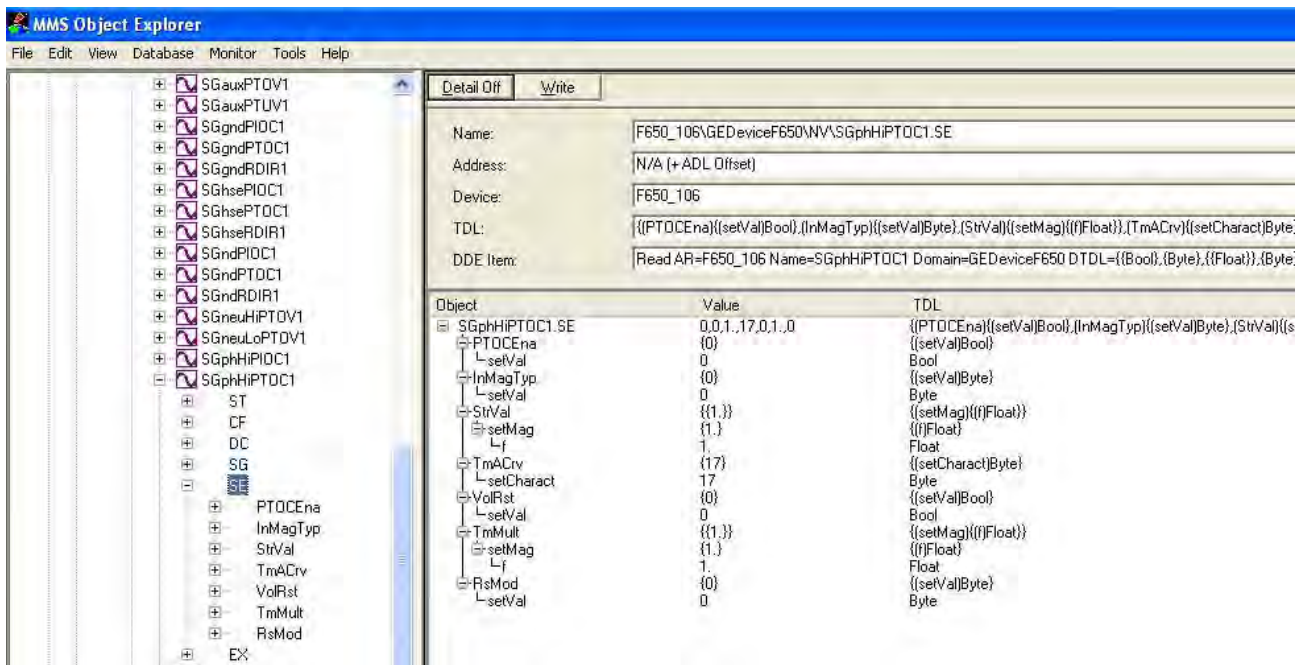 MMS Object Explorer
File Edit View Database Monitor Tools Help
SGauxPTOV1
SGauxPTUV1
SGgndPIOC1
SGgndPTOC1
SGgndRDIR1
SGhsePIOC1
SGhsePTOC1
SGhseRDIR1
SGndPIOC1
SGndPTOC1
SGndRDIR1
SGneuHiPTOV1
SGneuLoPTOV1
SGphHiPIOC1
SGphHiPTOC1
ST
CF
DC
SG
SE
PTOCEna
InMagTyp
StrVal
TmACrv
VolRst
TmMult
RsMod
EX
Detail Off Write
Name: F650_106\GEDeviceF650\NV\SGphHiPTOC1.SE
Address: N/A (+ ADL Offset)
Device: F650_106
TDL: {(PTOCEna){(setVal)Bool},(InMagTyp){(setVal)Byte},(StrVal){(setMag){(f)Float}},(TmACrv){(setCharact)Byte}
DDE Item: Read AR=F650_106 Name=SGphHiPTOC1 Domain=GEDeviceF650 DTDL={{Bool},{Byte},{{Float}},{Byte}
Object Value TDL
SGphHiPTOC1.SE 0,0,1.,17,0,1.,0 {(PTOCEna){(setVal)Bool},(InMagTyp){(setVal)Byte},(StrVal){(s
PTOCEna {0} {(setVal)Bool}
setVal 0 Bool
InMagTyp {0} {(setVal)Byte}
setVal 0 Byte
StrVal {{1.}} {(setMag){(f)Float}}
setMag {1.} {(f)Float}
f 1. Float
TmACrv {17} {(setCharact)Byte}
setCharact 17 Byte
VolRst {0} {(setVal)Bool}
setVal 0 Bool
TmMult {{1.}} {(setMag){(f)Float}}
setMag {1.} {(f)Float}
f 1. Float
RsMod {0} {(setVal)Byte}
setVal 0 Byte